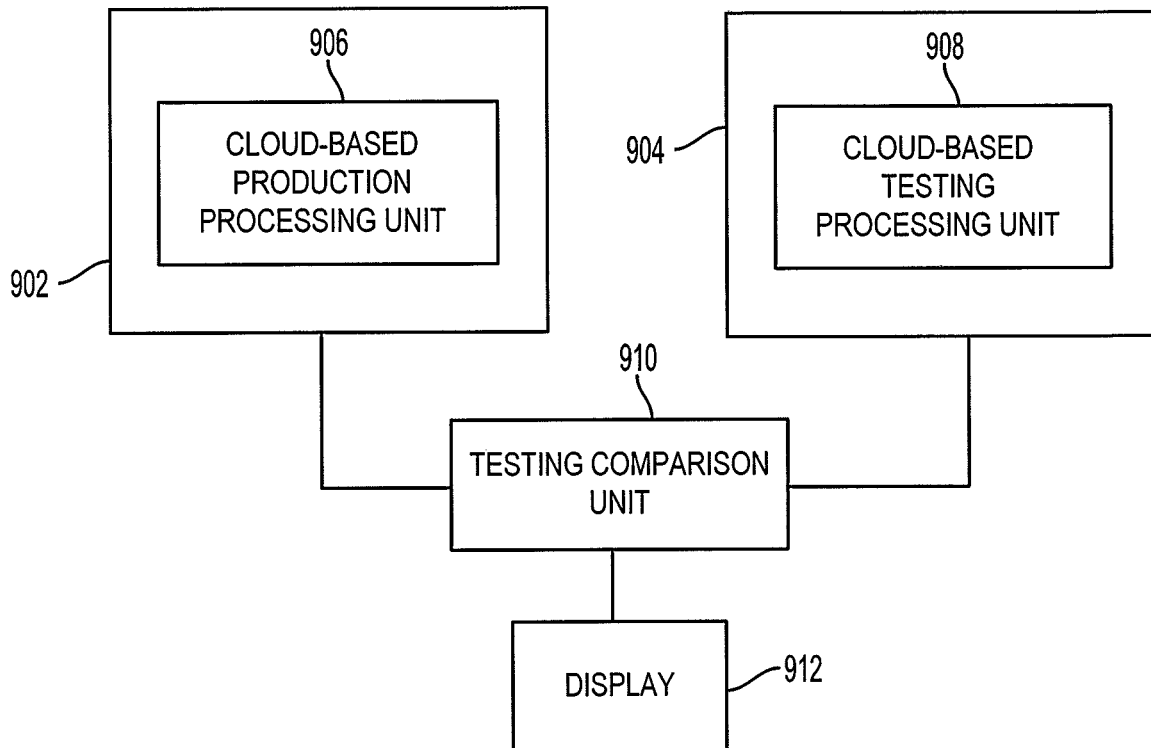 906
CLOUD-BASED
PRODUCTION
PROCESSING UNIT
902
908
CLOUD-BASED
TESTING
PROCESSING UNIT
904
910
TESTING COMPARISON
UNIT
DISPLAY
912